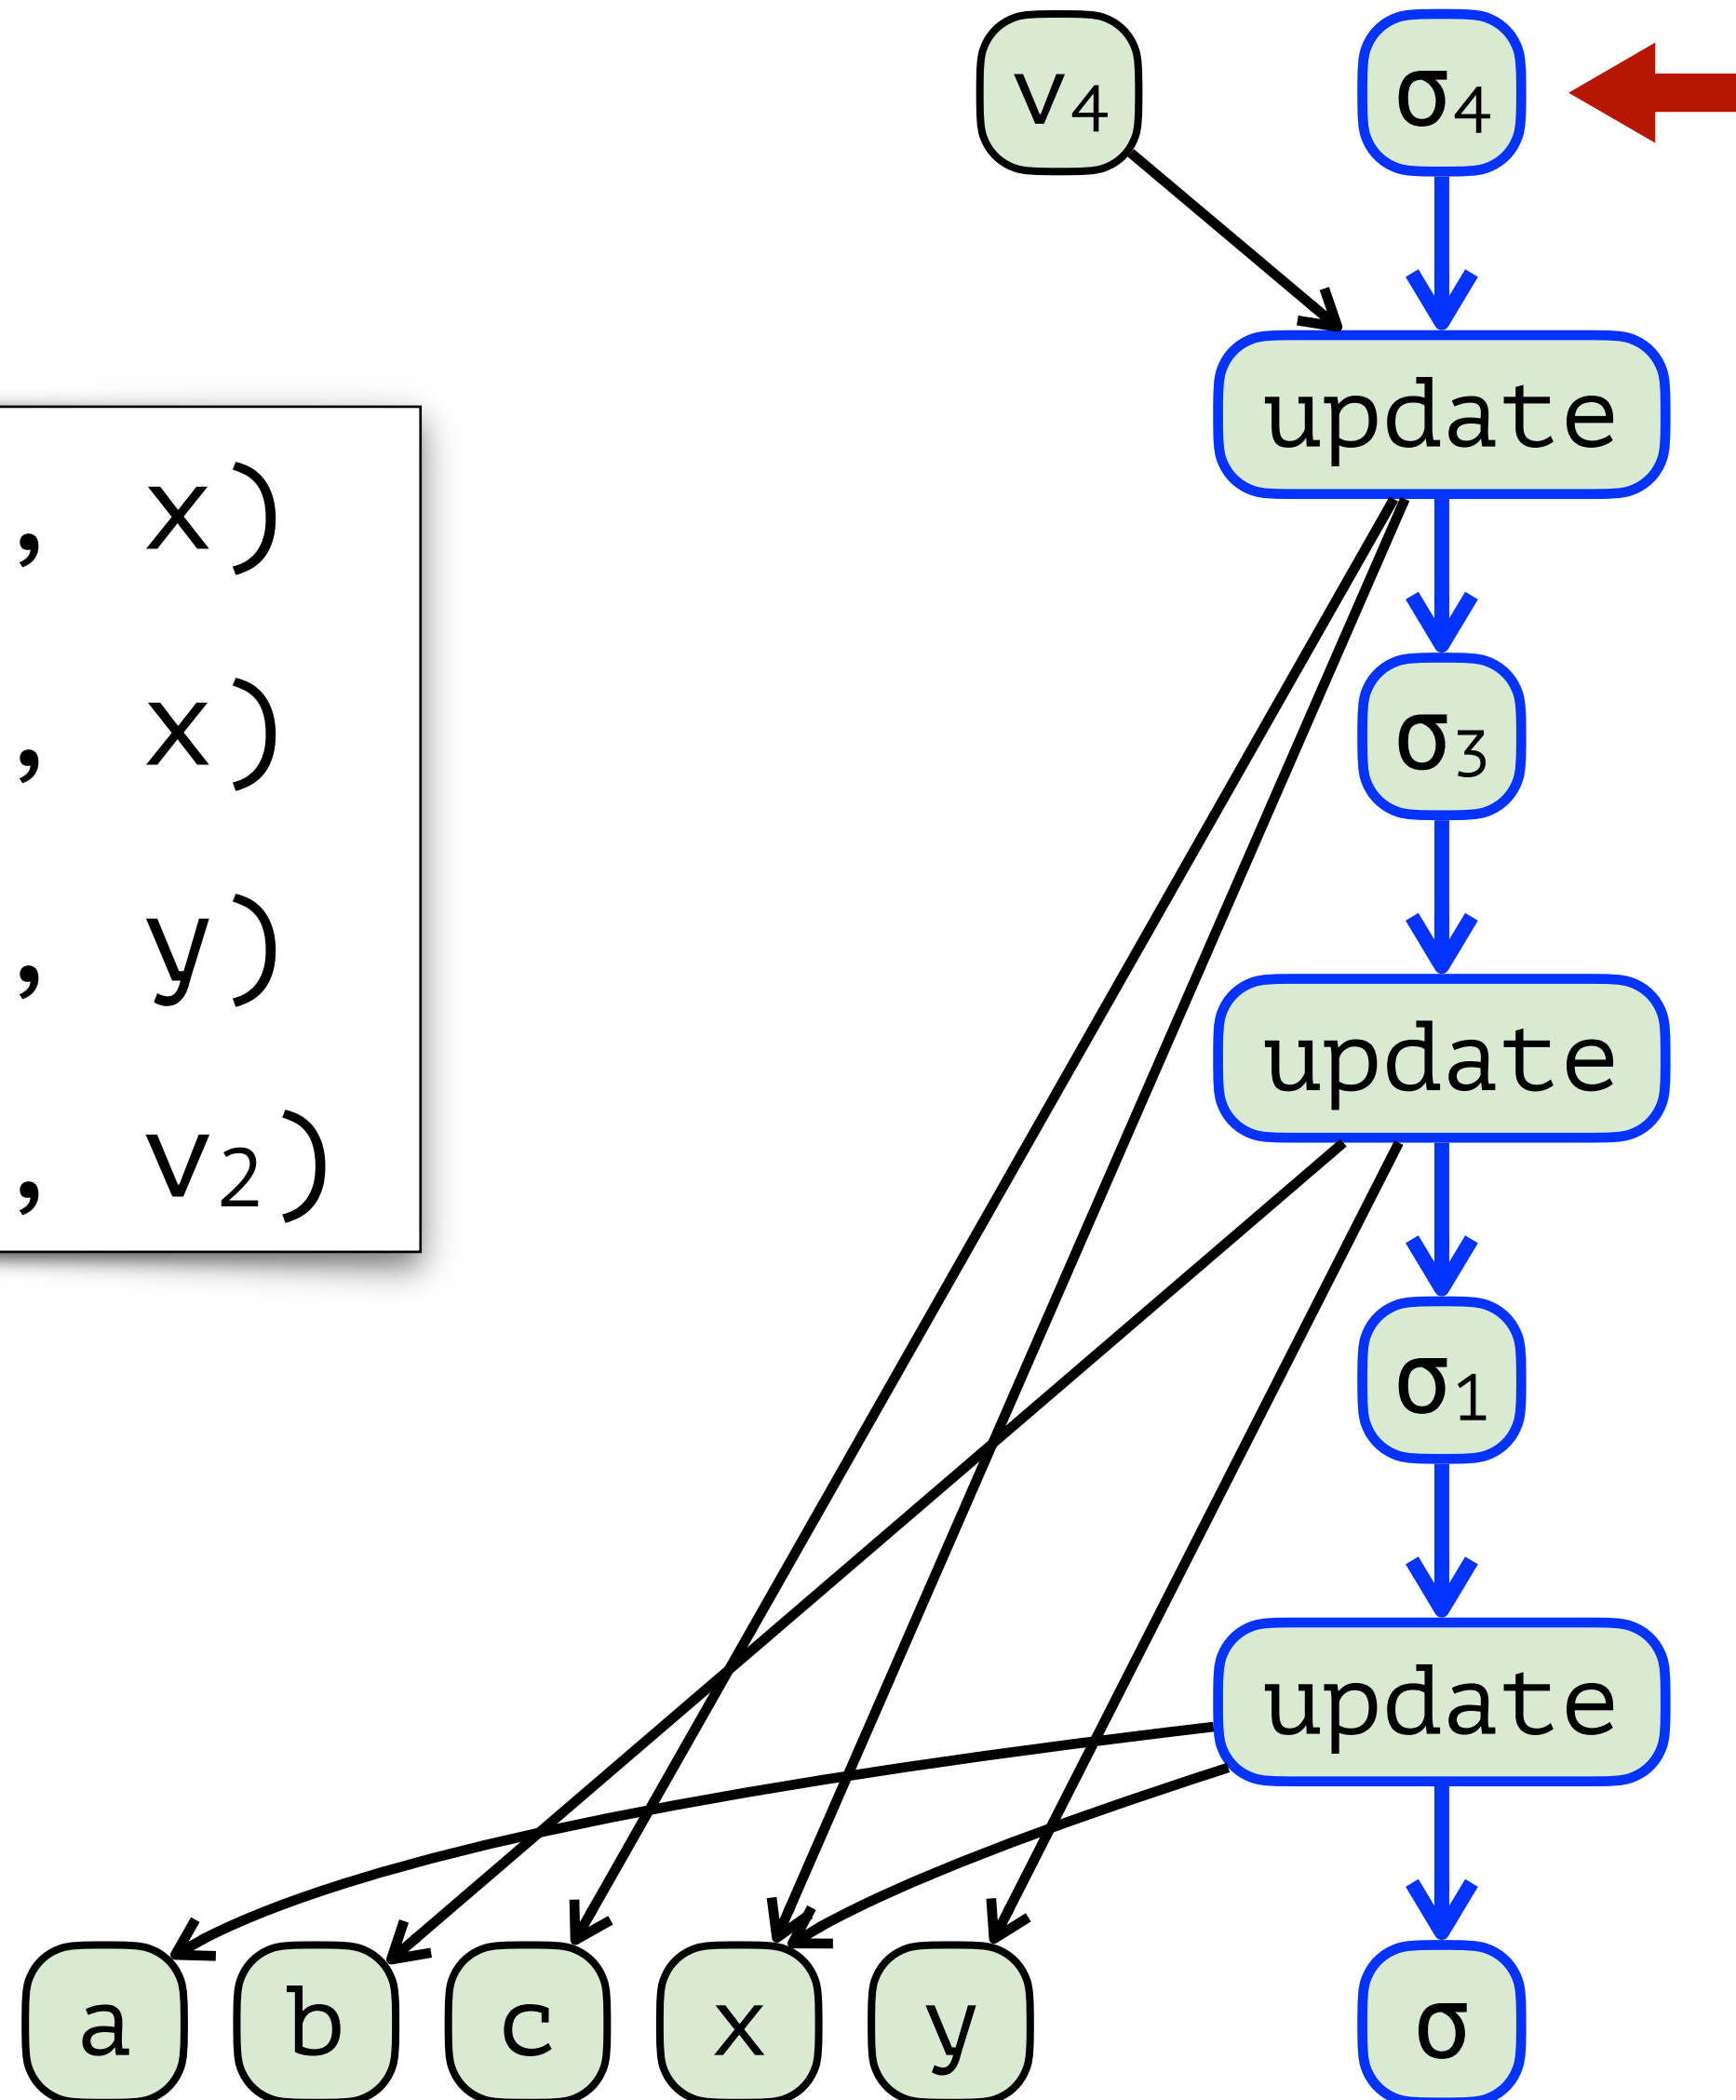 v4 σ4
update
, x)
, x)
σ3
, y)
update
, v2)
σ1
update
a b c x y σ